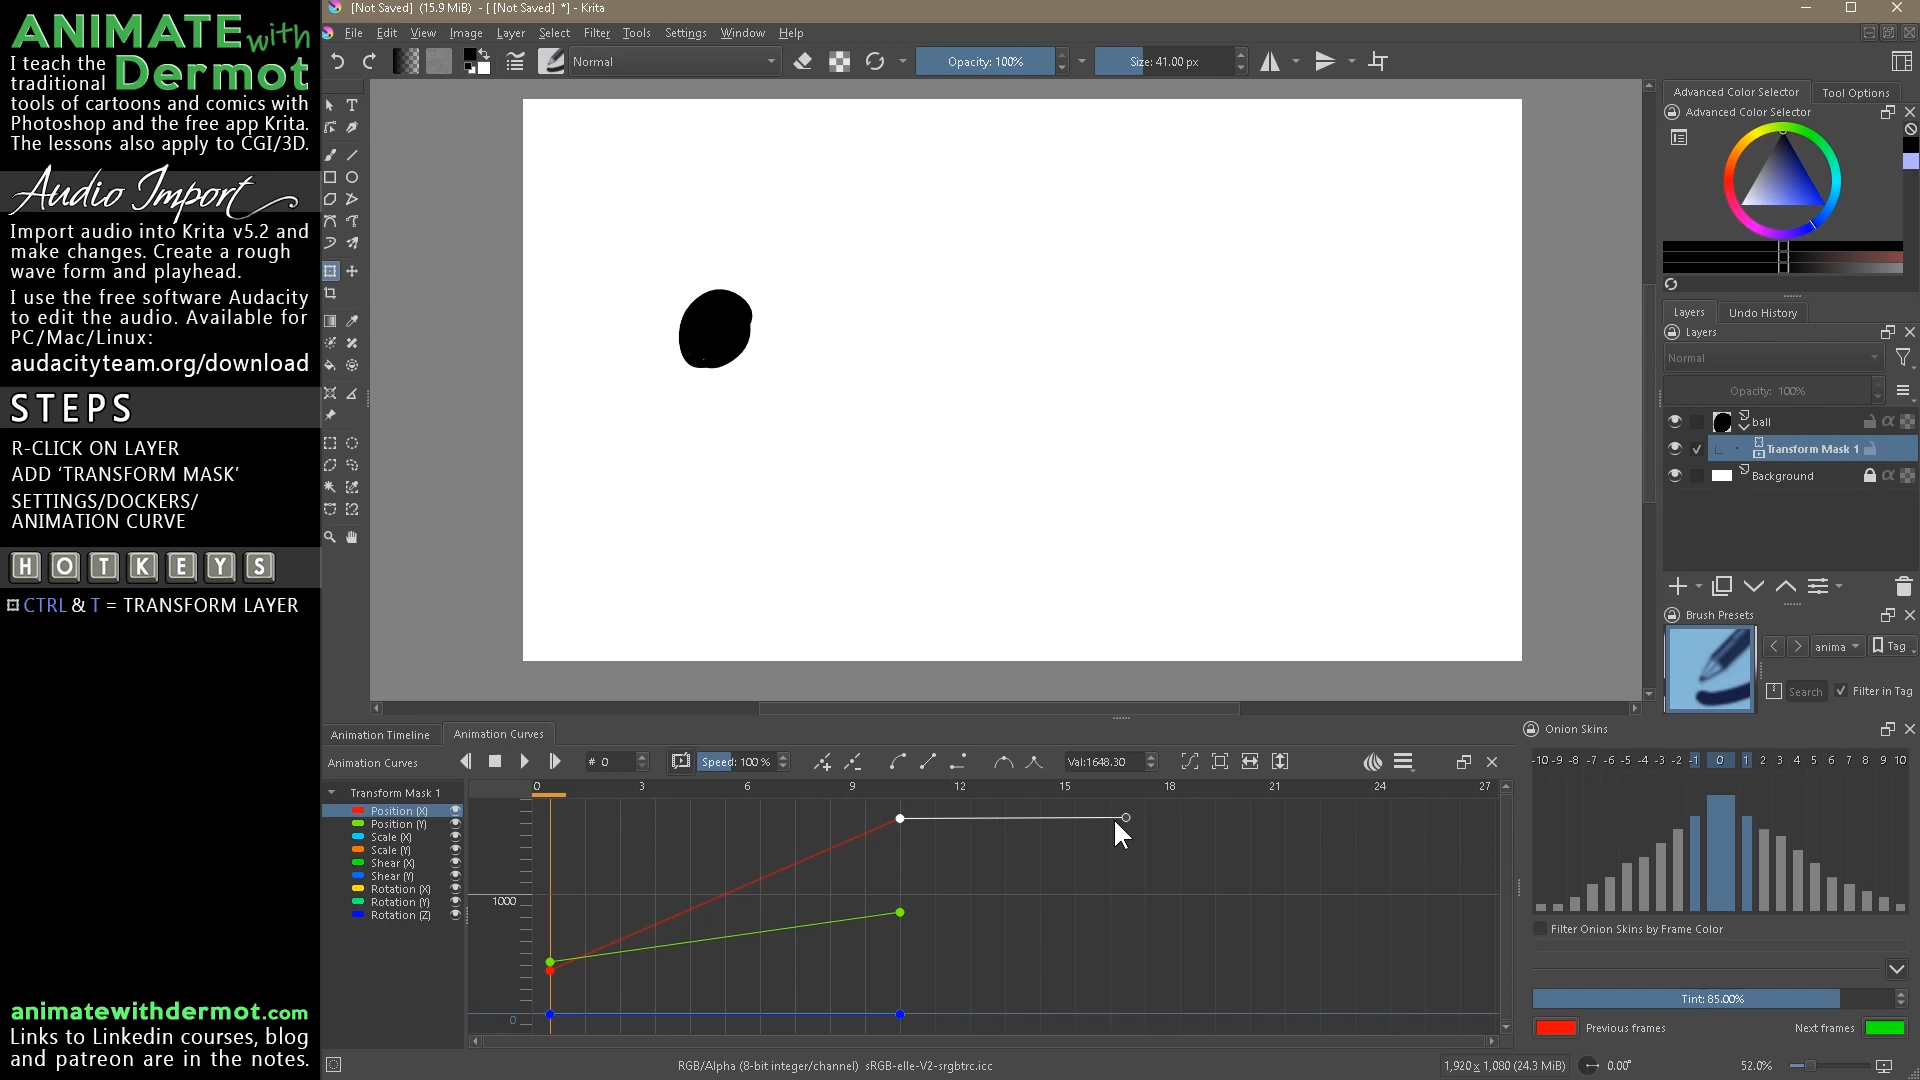 ANIMATE with
Dermot
I teach the
traditional
tools of cartoons and comics with
Photoshop and the free app Krita.
The lessons also apply to CGI/3D.
Audio Import
Import audio into Krita v5.2 and
make changes. Create a rough
wave form and playhead.
I use the free software Audacity
to edit the audio. Available for
PC/Mac/Linux:
audacityteam.org/download
STEPS
R-CLICK ON LAYER
ADD ‘TRANSFORM MASK’
SETTINGS/DOCKERS/
ANIMATION CURVE
HOTKEYS
CTRL & T = TRANSFORM LAYER
animatewithdermot.com
Links to Linkedin courses, blog
and patreon are in the notes.
[Not Saved] (15.9 MiB) - [ [Not Saved] *] - Krita
File Edit View Image Layer Select Filter Tools Settings Window Help
Normal
Opacity: 100%
Size: 41.00 px
Advanced Color Selector
Tool Options
Advanced Color Selector
Layers
Undo History
Layers
Normal
Opacity: 100%
ball
Transform Mask 1
Background
Brush Presets
anima
Tag
Search
Filter in Tag
Animation Timeline
Animation Curves
Animation Curves
# 0
Speed: 100 %
Val:1648.30
0 3 6 9 12 15 18 21 24 27
Transform Mask 1
Position (X)
Position (Y)
Scale (X)
Scale (Y)
Shear (X)
Shear (Y)
Rotation (X)
Rotation (Y)
Rotation (Z)
1000
0
Onion Skins
-10 -9 -8 -7 -6 -5 -4 -3 -2 -1 0 1 2 3 4 5 6 7 8 9 10
Filter Onion Skins by Frame Color
Tint: 85.00%
Previous frames
Next frames
RGB/Alpha (8-bit integer/channel) sRGB-elle-V2-srgbtrc.icc
1,920 x 1,080 (24.3 MiB)
0.00°
52.0%